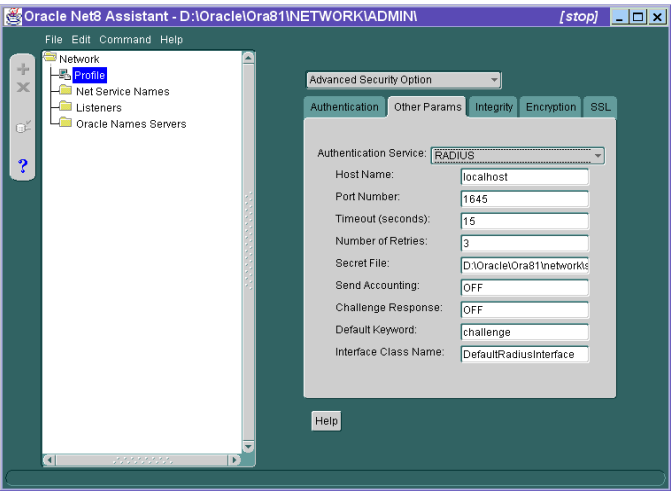 Oracle Net8 Assistant - D:\Oracle\Ora81\NETWORK\ADMIN\ [stop]
File Edit Command Help
Network
Profile
Net Service Names
Listeners
Oracle Names Servers
?
Advanced Security Option
Authentication Other Params Integrity Encryption SSL
Authentication Service: RADIUS
Host Name: localhost
Port Number: 1645
Timeout (seconds): 15
Number of Retries: 3
Secret File: D:\Oracle\Ora81\network\s
Send Accounting: OFF
Challenge Response: OFF
Default Keyword: challenge
Interface Class Name: DefaultRadiusInterface
Help